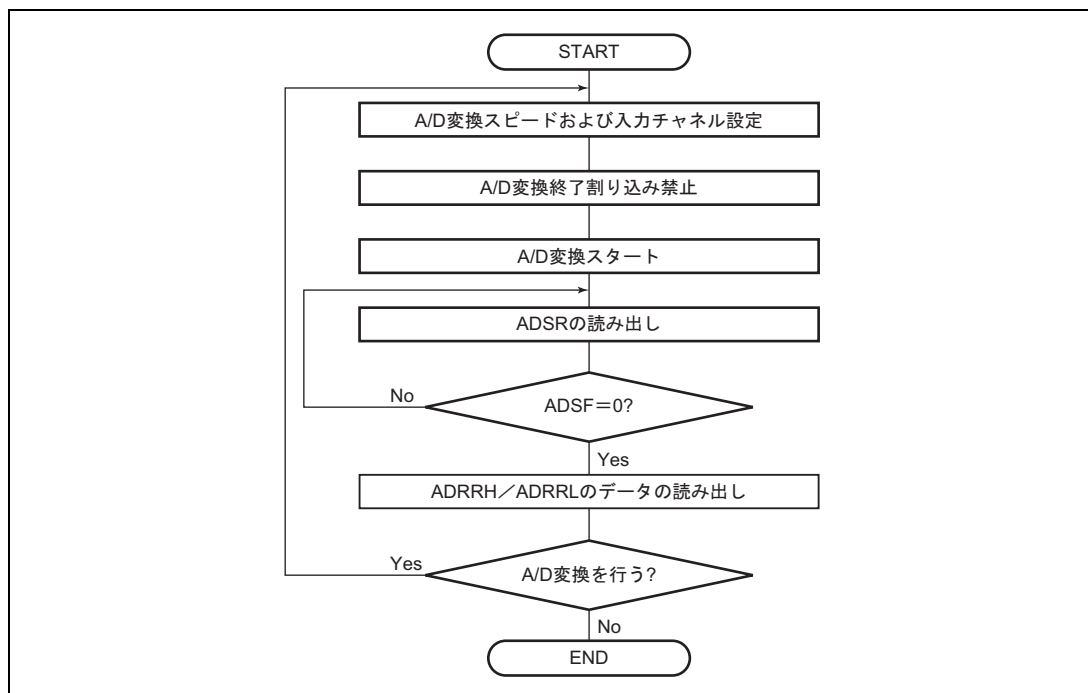 START
A/D変換スピードおよび入力チャネル設定
A/D変換終了割り込み禁止
A/D変換スタート
ADSRの読み出し
No
ADSF＝0?
Yes
ADRRH／ADRRLのデータの読み出し
Yes
A/D変換を行う?
No
END